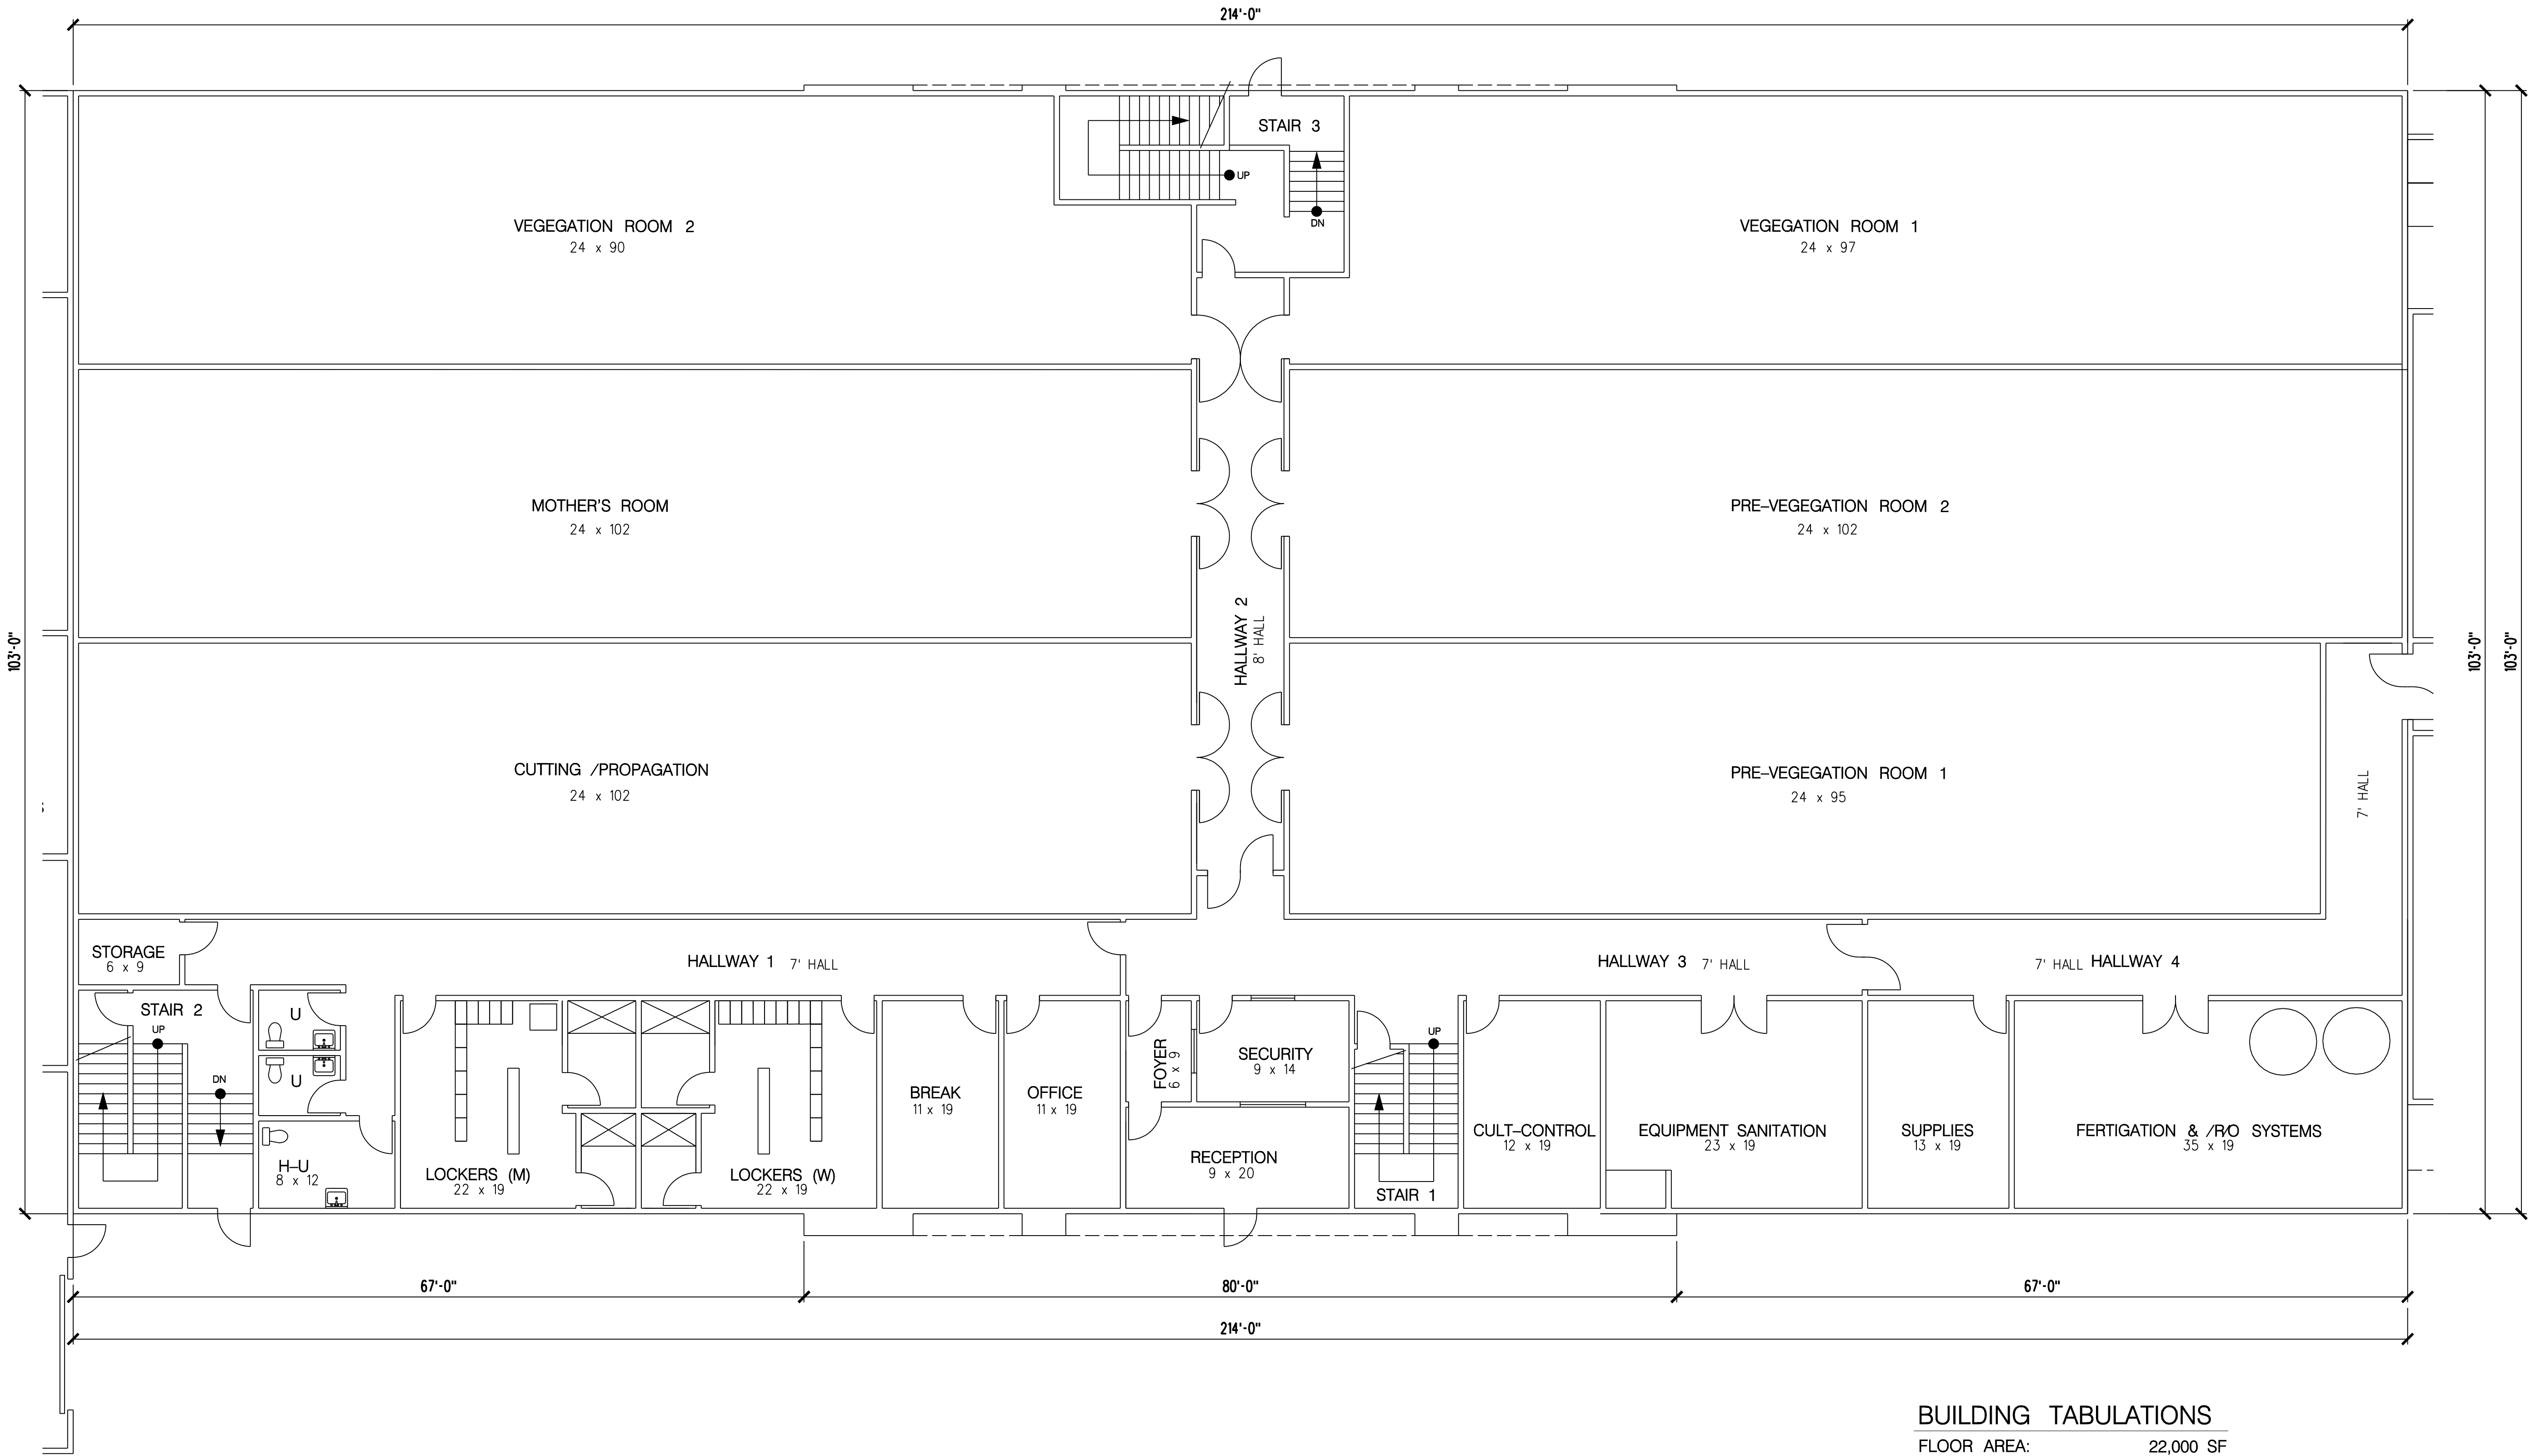 214'-0"
STAIR 3
UP
DN
VEGEGATION ROOM 2
24 x 90
VEGEGATION ROOM 1
24 x 97
MOTHER'S ROOM
24 x 102
PRE-VEGEGATION ROOM 2
24 x 102
HALLWAY 2
8' HALL
103'-0"
103'-0"
103'-0"
CUTTING /PROPAGATION
24 x 102
PRE-VEGEGATION ROOM 1
24 x 95
7' HALL
STORAGE
6 x 9
HALLWAY 1 7' HALL
HALLWAY 3 7' HALL
7' HALL HALLWAY 4
STAIR 2
UP
DN
U
U
H-U
8 x 12
LOCKERS (M)
22 x 19
LOCKERS (W)
22 x 19
BREAK
11 x 19
OFFICE
11 x 19
FOYER
6 x 9
SECURITY
9 x 14
RECEPTION
9 x 20
UP
STAIR 1
CULT-CONTROL
12 x 19
EQUIPMENT SANITATION
23 x 19
SUPPLIES
13 x 19
FERTIGATION & /R/O SYSTEMS
35 x 19
67'-0"
80'-0"
67'-0"
214'-0"
BUILDING TABULATIONS
FLOOR AREA: 22,000 SF